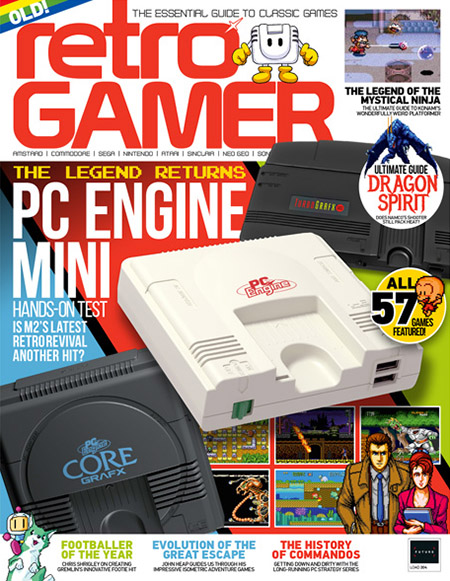 OLD!
THE ESSENTIAL GUIDE TO CLASSIC GAMES
retro
GAMER
AMSTRAD | COMMODORE | SEGA | NINTENDO | ATARI | SINCLAIR | NEO GEO | SON
THE LEGEND OF THE
MYSTICAL NINJA
THE ULTIMATE GUIDE TO KONAMI'S
WONDERFULLY WEIRD PLATFORMER
ULTIMATE GUIDE
DRAGON
SPIRIT
DOES NAMCO'S SHOOTER
STILL PACK HEAT?
THE LEGEND RETURNS
PC ENGINE
MINI
HANDS-ON TEST
IS M2'S LATEST
RETRO REVIVAL
ANOTHER HIT?
TURBOGRAFX
PC
Engine
ALL
57
GAMES
FEATURED!
PC Engine
CORE
GRAFX
FOOTBALLER
OF THE YEAR
CHRIS SHRIGLEY ON CREATING
GREMLIN'S INNOVATIVE FOOTIE HIT
EVOLUTION OF THE
GREAT ESCAPE
JOHN HEAP GUIDES US THROUGH HIS
IMPRESSIVE ISOMETRIC ADVENTURE GAMES
THE HISTORY
OF COMMANDOS
GETTING DOWN AND DIRTY WITH THE
LONG-RUNNING PC STRATEGY SERIES
FUTURE